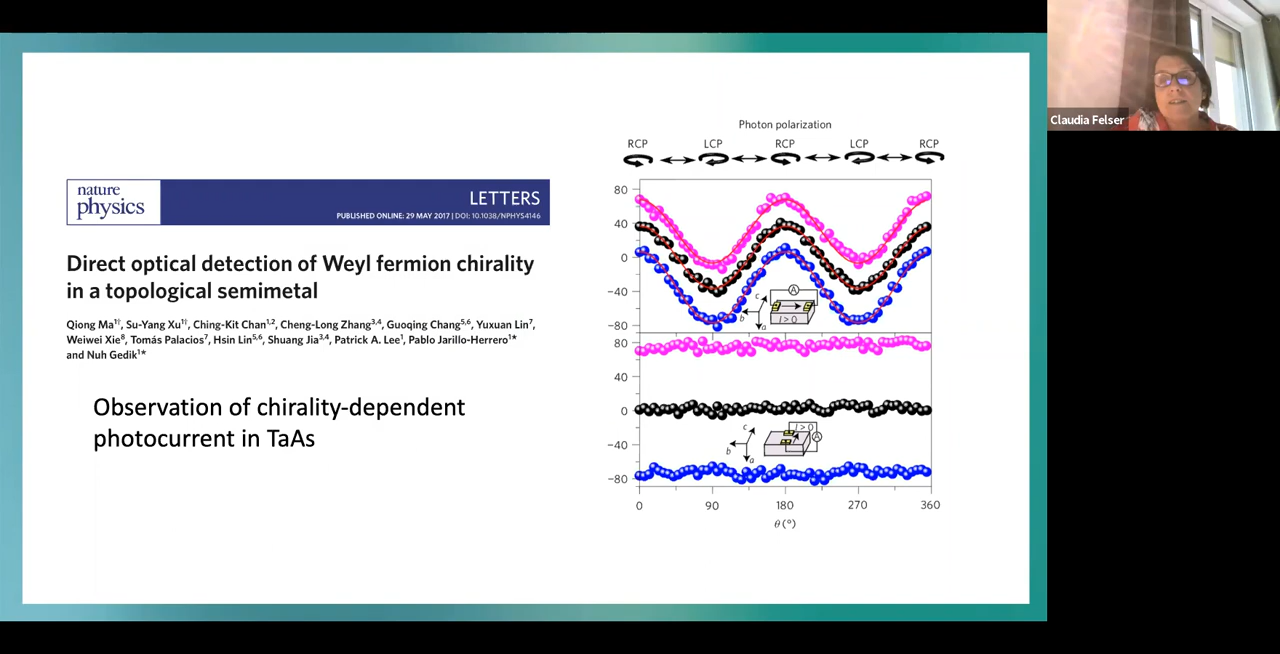 nature
physics
LETTERS
PUBLISHED ONLINE: 29 MAY 2017 | DOI: 10.1038/NPHYS4146
Direct optical detection of Weyl fermion chirality
in a topological semimetal
Qiong Ma1†, Su-Yang Xu1†, Ching-Kit Chan1,2, Cheng-Long Zhang3,4, Guoqing Chang5,6, Yuxuan Lin7,
Weiwei Xie8, Tomás Palacios7, Hsin Lin5,6, Shuang Jia3,4, Patrick A. Lee1, Pablo Jarillo-Herrero1*
and Nuh Gedik1*
Observation of chirality-dependent
photocurrent in TaAs
Photon polarization
RCP LCP RCP LCP RCP
80
40
0
−40
−80
c
b
a
A
I > 0
80
40
0
−40
−80
c
b
a
I > 0
A
0 90 180 270 360
θ (°)
Claudia Felser